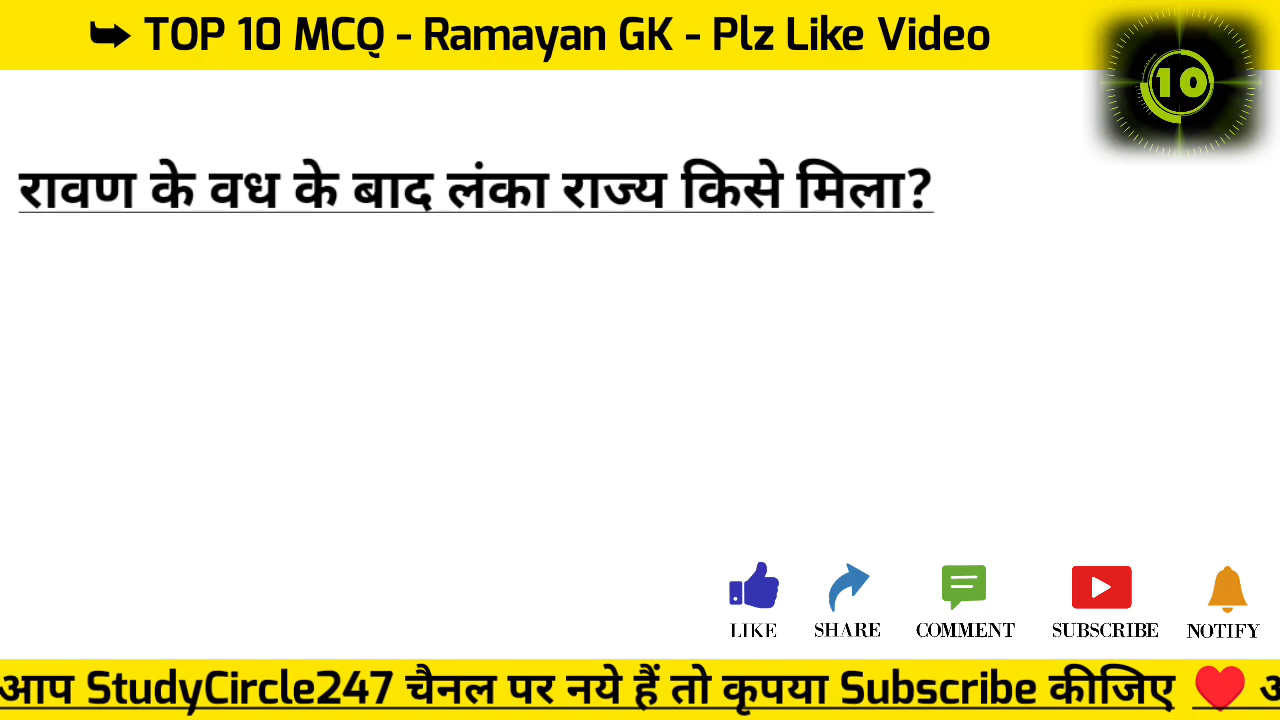 ➥ TOP 10 MCQ - Ramayan GK - Plz Like Video
10
रावण के वध के बाद लंका राज्य किसे मिला?
LIKE SHARE COMMENT SUBSCRIBE NOTIFY
आप StudyCircle247 चैनल पर नये हैं तो कृपया Subscribe कीजिए ❤️